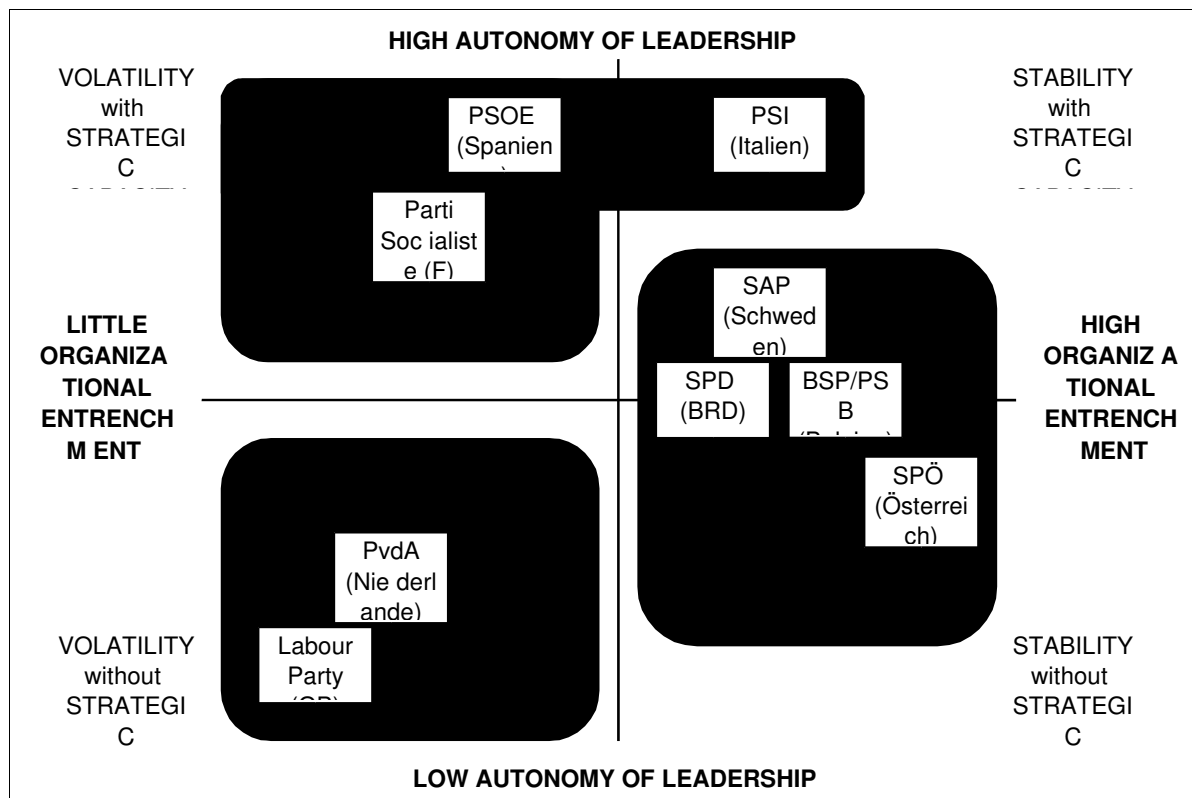 HIGH AUTONOMY OF LEADERSHIP
VOLATILITY
with
STRATEGI
C
STABILITY
with
STRATEGI
C
PSOE
(Spanien
PSI
(Italien)
Parti
Soc ialist
e (F)
SAP
(Schwed
en)
LITTLE
ORGANIZA
TIONAL
ENTRENCH
M ENT
HIGH
ORGANIZ A
TIONAL
ENTRENCH
MENT
SPD
(BRD)
BSP/PS
B
SPÖ
(Österrei
ch)
PvdA
(Nie derl
ande)
Labour
Party
VOLATILITY
without
STRATEGI
C
STABILITY
without
STRATEGI
C
LOW AUTONOMY OF LEADERSHIP